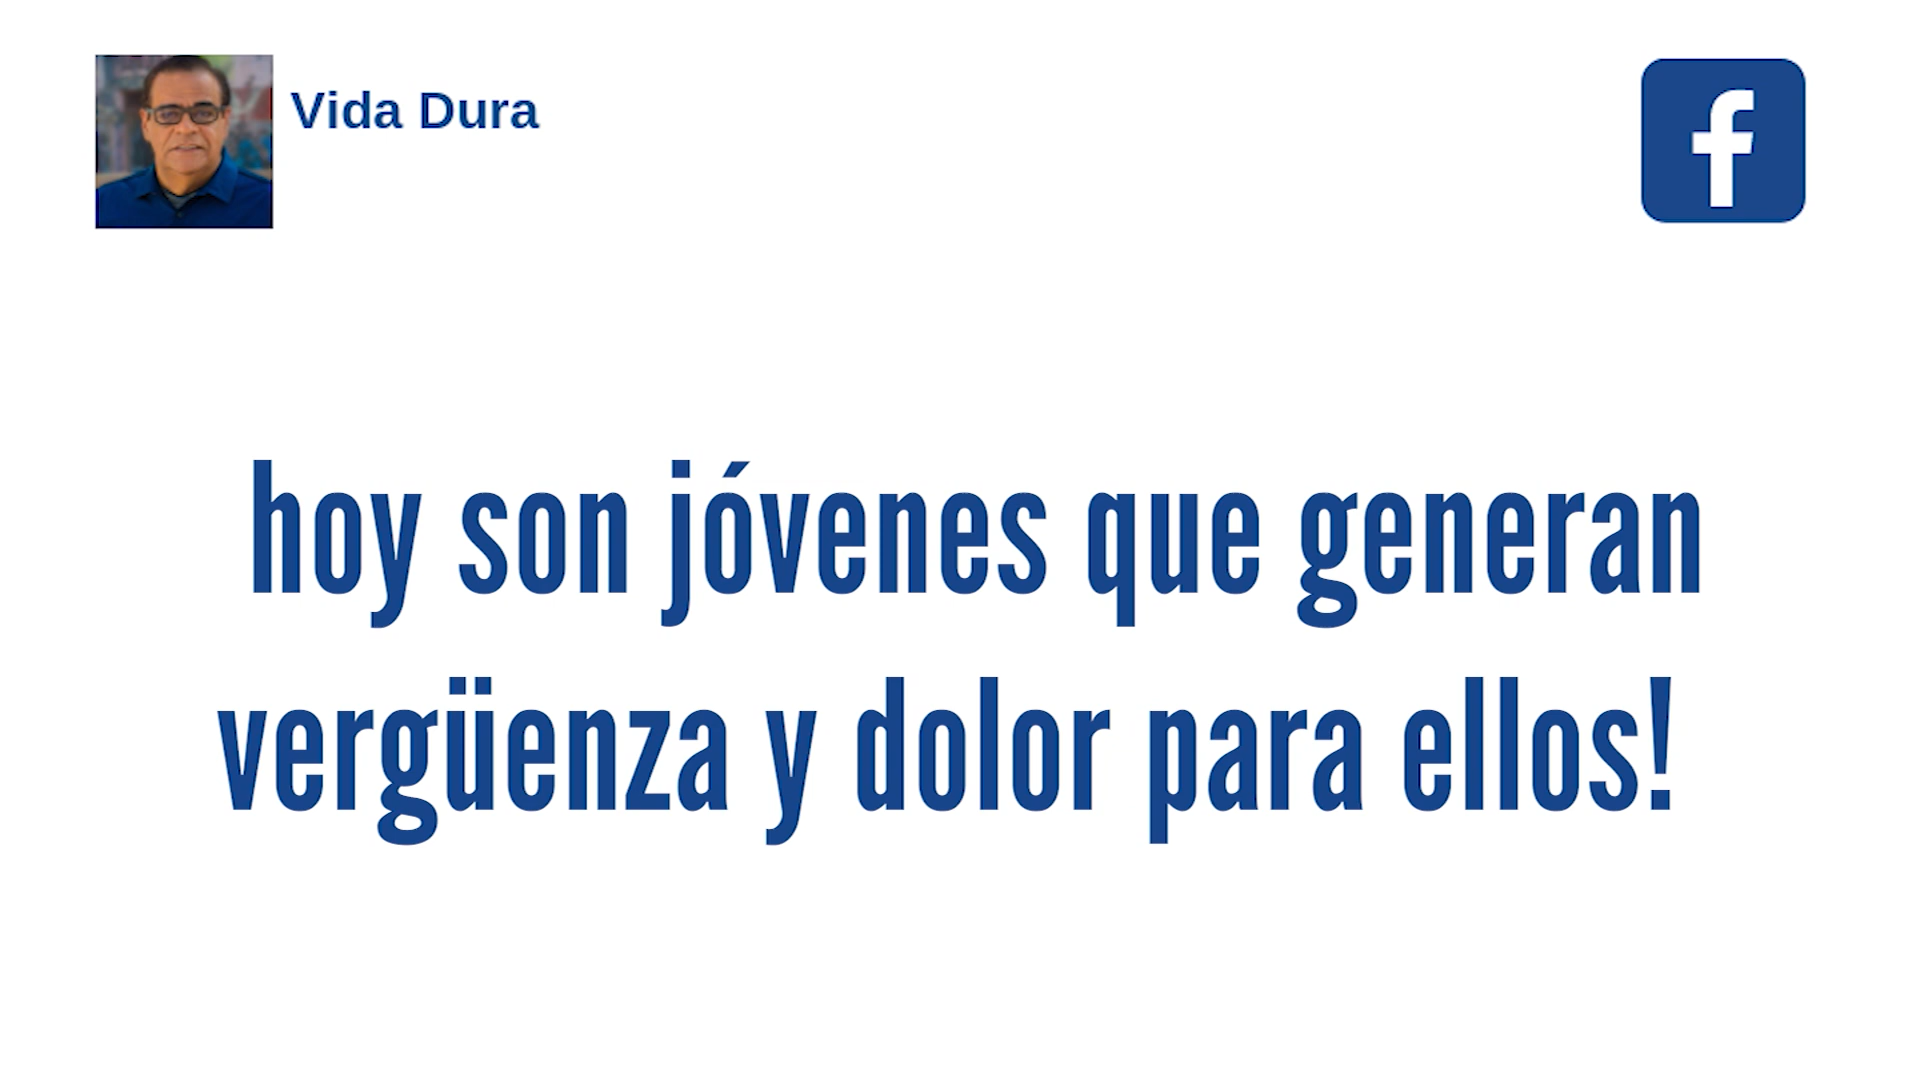 Vida Dura
f
hoy son jóvenes que generan
vergüenza y dolor para ellos!